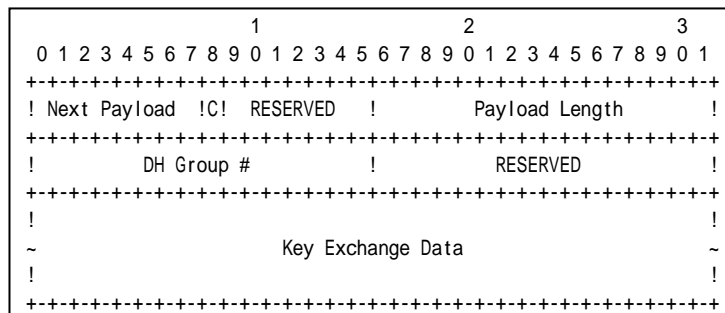 1                   2                   3
 0 1 2 3 4 5 6 7 8 9 0 1 2 3 4 5 6 7 8 9 0 1 2 3 4 5 6 7 8 9 0 1
+-+-+-+-+-+-+-+-+-+-+-+-+-+-+-+-+-+-+-+-+-+-+-+-+-+-+-+-+-+-+-+-+
! Next Payload  !C!  RESERVED   !         Payload Length        !
+-+-+-+-+-+-+-+-+-+-+-+-+-+-+-+-+-+-+-+-+-+-+-+-+-+-+-+-+-+-+-+-+
!          DH Group #           !           RESERVED            !
+-+-+-+-+-+-+-+-+-+-+-+-+-+-+-+-+-+-+-+-+-+-+-+-+-+-+-+-+-+-+-+-+
!                                                               !
~                       Key Exchange Data                       ~
!                                                               !
+-+-+-+-+-+-+-+-+-+-+-+-+-+-+-+-+-+-+-+-+-+-+-+-+-+-+-+-+-+-+-+-+